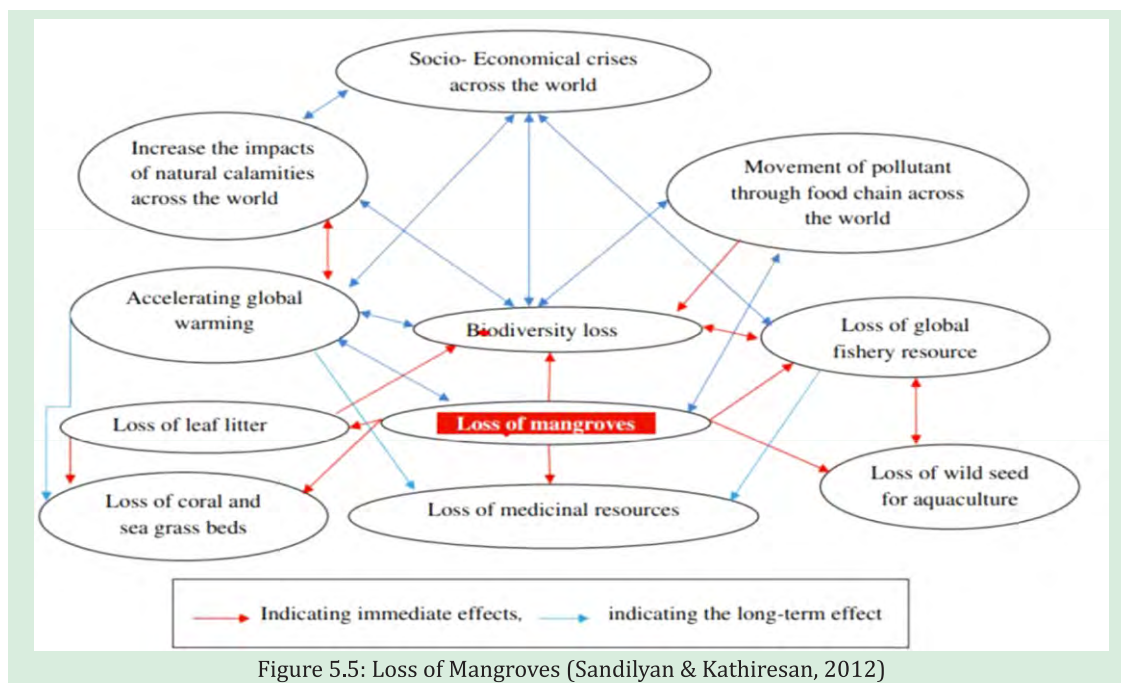 Socio- Economical crises
across the world
Increase the impacts
of natural calamities
across the world
Movement of pollutant
through food chain across
the world
Accelerating global
warming
Biodiversity loss
Loss of global
fishery resource
Loss of leaf litter
Loss of mangroves
Loss of coral and
sea grass beds
Loss of medicinal resources
Loss of wild seed
for aquaculture
Indicating immediate effects, indicating the long-term effect
Figure 5.5: Loss of Mangroves (Sandilyan & Kathiresan, 2012)